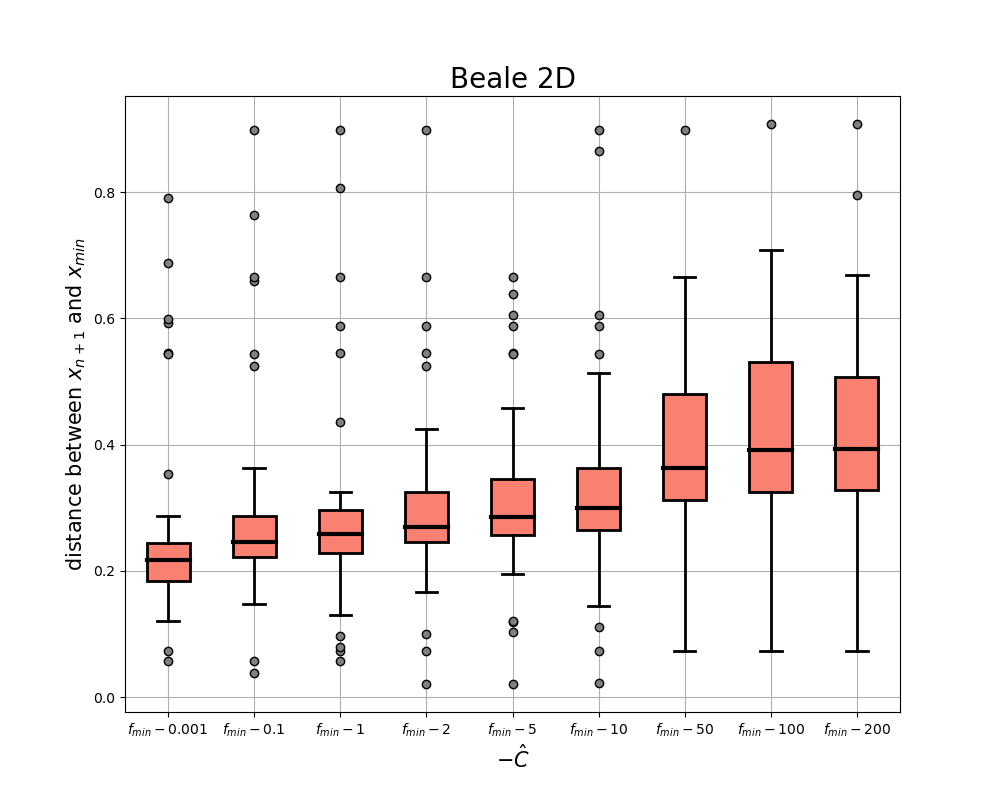 Beale 2D
distance between $x_{n+1}$ and $x_{min}$
0.8
0.6
0.4
0.2
0.0
$f_{min}-0.001$ $f_{min}-0.1$ $f_{min}-1$ $f_{min}-2$ $f_{min}-5$ $f_{min}-10$ $f_{min}-50$ $f_{min}-100$ $f_{min}-200$
$-\hat{C}$